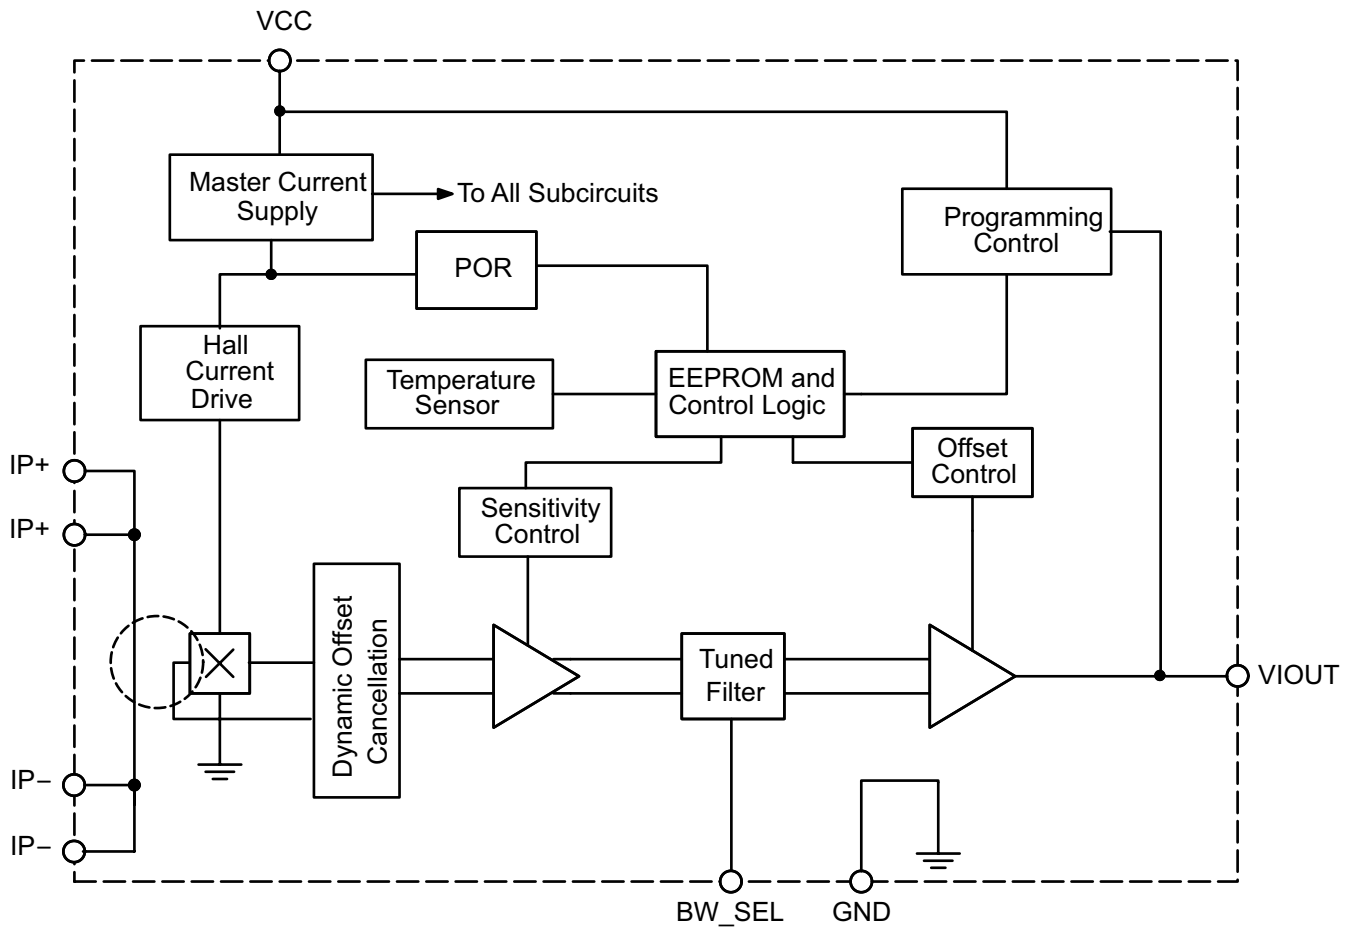 VCC
Master Current
Supply
To All Subcircuits
Programming
Control
POR
Hall
Current
Drive
Temperature
Sensor
EEPROM and
Control Logic
Offset
Control
IP+
IP+
Sensitivity
Control
Dynamic Offset
Cancellation
Tuned
Filter
VIOUT
IP−
IP−
BW_SEL
GND